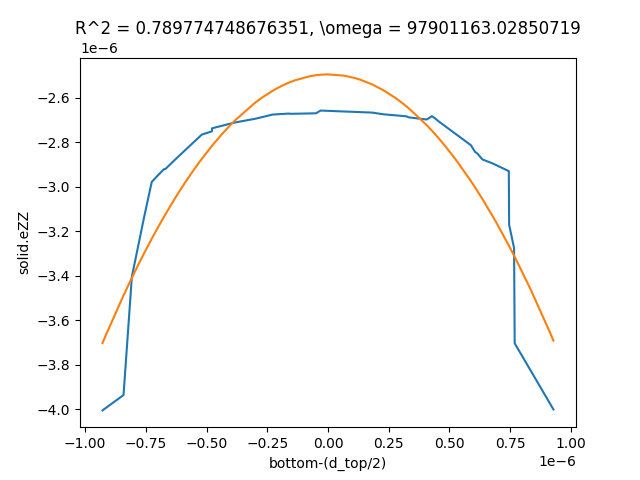 R^2 = 0.789774748676351, \omega = 97901163.02850719
1e−6
−2.6
−2.8
−3.0
−3.2
−3.4
−3.6
−3.8
−4.0
solid.eZZ
−1.00 −0.75 −0.50 −0.25 0.00 0.25 0.50 0.75 1.00
bottom-(d_top/2)
1e−6